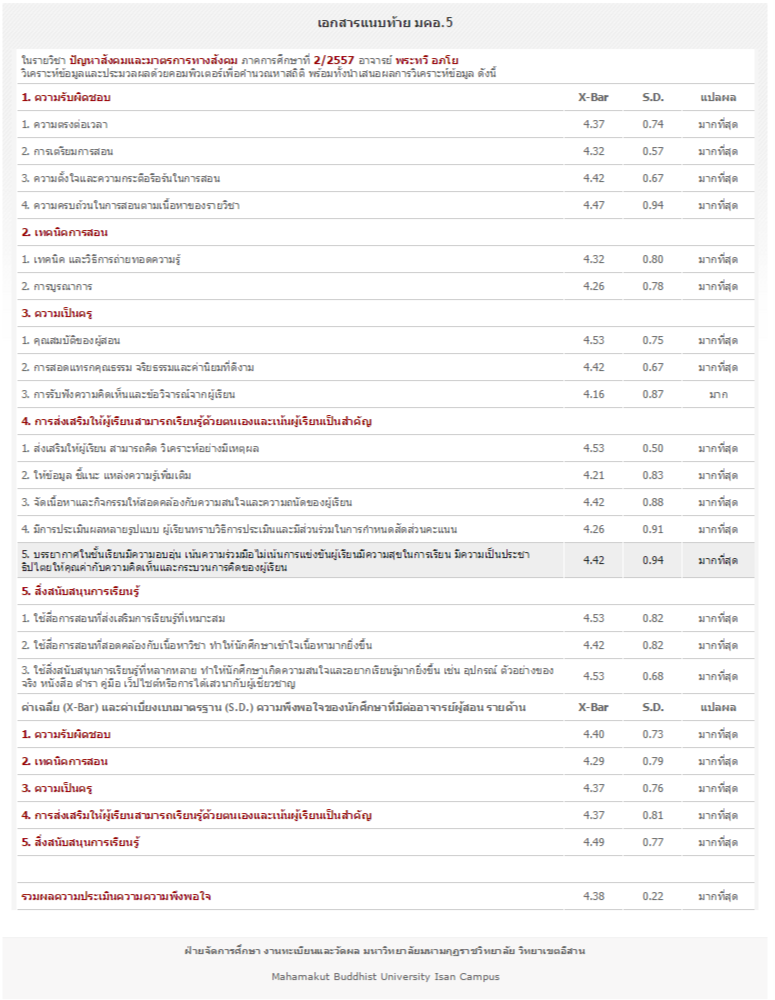 เอกสารแนบท้าย มคอ.5
ในรายวิชา ปัญหาสังคมและมาตรการทางสังคม ภาคการศึกษาที่ 2/2557 อาจารย์ พระทวี อภโย
วิเคราะห์ข้อมูลและประมวลผลด้วยคอมพิวเตอร์เพื่อคำนวณหาสถิติ พร้อมทั้งนำเสนอผลการวิเคราะห์ข้อมูล ดังนี้
1. ความรับผิดชอบ X-Bar S.D. แปลผล
1. ความตรงต่อเวลา 4.37 0.74 มากที่สุด
2. การเตรียมการสอน 4.32 0.57 มากที่สุด
3. ความตั้งใจและความกระตือรือร้นในการสอน 4.42 0.67 มากที่สุด
4. ความครบถ้วนในการสอนตามเนื้อหาของรายวิชา 4.47 0.94 มากที่สุด
2. เทคนิคการสอน
1. เทคนิค และวิธีการถ่ายทอดความรู้ 4.32 0.80 มากที่สุด
2. การบูรณาการ 4.26 0.78 มากที่สุด
3. ความเป็นครู
1. คุณสมบัติของผู้สอน 4.53 0.75 มากที่สุด
2. การสอดแทรกคุณธรรม จริยธรรมและค่านิยมที่ดีงาม 4.42 0.67 มากที่สุด
3. การรับฟังความคิดเห็นและข้อวิจารณ์จากผู้เรียน 4.16 0.87 มาก
4. การส่งเสริมให้ผู้เรียนสามารถเรียนรู้ด้วยตนเองและเน้นผู้เรียนเป็นสำคัญ
1. ส่งเสริมให้ผู้เรียน สามารถคิด วิเคราะห์อย่างมีเหตุผล 4.53 0.50 มากที่สุด
2. ให้ข้อมูล ชี้แนะ แหล่งความรู้เพิ่มเติม 4.21 0.83 มากที่สุด
3. จัดเนื้อหาและกิจกรรมให้สอดคล้องกับความสนใจและความถนัดของผู้เรียน 4.42 0.88 มากที่สุด
4. มีการประเมินผลหลายรูปแบบ ผู้เรียนทราบวิธีการประเมินและมีส่วนร่วมในการกำหนดสัดส่วนคะแนน 4.26 0.91 มากที่สุด
5. บรรยากาศในชั้นเรียนมีความอบอุ่น เน้นความร่วมมือไม่เน้นการแข่งขันผู้เรียนมีความสุขในการเรียน มีความเป็นประชา
ธิปไตยให้คุณค่ากับความคิดเห็นและกระบวนการคิดของผู้เรียน 4.42 0.94 มากที่สุด
5. สิ่งสนับสนุนการเรียนรู้
1. ใช้สื่อการสอนที่ส่งเสริมการเรียนรู้ที่เหมาะสม 4.53 0.82 มากที่สุด
2. ใช้สื่อการสอนที่สอดคล้องกับเนื้อหาวิชา ทำให้นักศึกษาเข้าใจเนื้อหามากยิ่งขึ้น 4.42 0.82 มากที่สุด
3. ใช้สิ่งสนับสนุนการเรียนรู้ที่หลากหลาย ทำให้นักศึกษาเกิดความสนใจและอยากเรียนรู้มากยิ่งขึ้น เช่น อุปกรณ์ ตัวอย่างของ
จริง หนังสือ ตำรา คู่มือ เว็ปไซต์หรือการได้เสวนากับผู้เชี่ยวชาญ 4.53 0.68 มากที่สุด
ค่าเฉลี่ย (X-Bar) และค่าเบี่ยงเบนมาตรฐาน (S.D.) ความพึงพอใจของนักศึกษาที่มีต่ออาจารย์ผู้สอน รายด้าน X-Bar S.D. แปลผล
1. ความรับผิดชอบ 4.40 0.73 มากที่สุด
2. เทคนิคการสอน 4.29 0.79 มากที่สุด
3. ความเป็นครู 4.37 0.76 มากที่สุด
4. การส่งเสริมให้ผู้เรียนสามารถเรียนรู้ด้วยตนเองและเน้นผู้เรียนเป็นสำคัญ 4.37 0.81 มากที่สุด
5. สิ่งสนับสนุนการเรียนรู้ 4.49 0.77 มากที่สุด
รวมผลความประเมินความความพึงพอใจ 4.38 0.22 มากที่สุด
ฝ่ายจัดการศึกษา งานทะเบียนและวัดผล มหาวิทยาลัยมหามกุฏราชวิทยาลัย วิทยาเขตอีสาน
Mahamakut Buddhist University Isan Campus